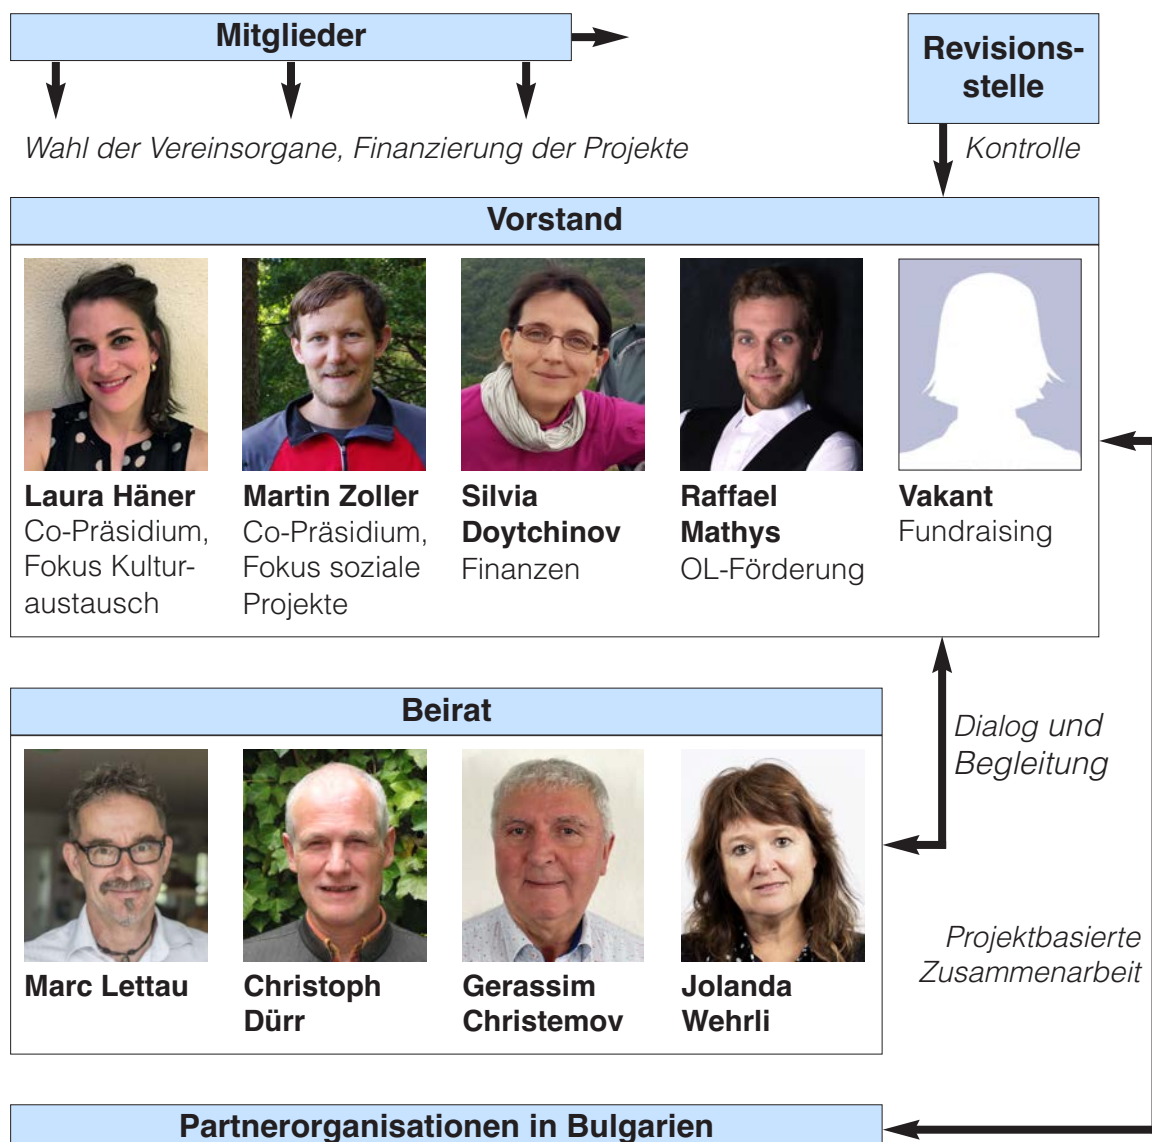 Mitglieder
Revisions-
stelle
Wahl der Vereinsorgane, Finanzierung der Projekte
Kontrolle
Vorstand
Laura Häner
Co-Präsidium,
Fokus Kultur-
austausch
Martin Zoller
Co-Präsidium,
Fokus soziale
Projekte
Silvia
Doytchinov
Finanzen
Raffael
Mathys
OL-Förderung
Vakant
Fundraising
Beirat
Dialog und
Begleitung
Marc Lettau
Christoph
Dürr
Gerassim
Christemov
Jolanda
Wehrli
Projektbasierte
Zusammenarbeit
Partnerorganisationen in Bulgarien